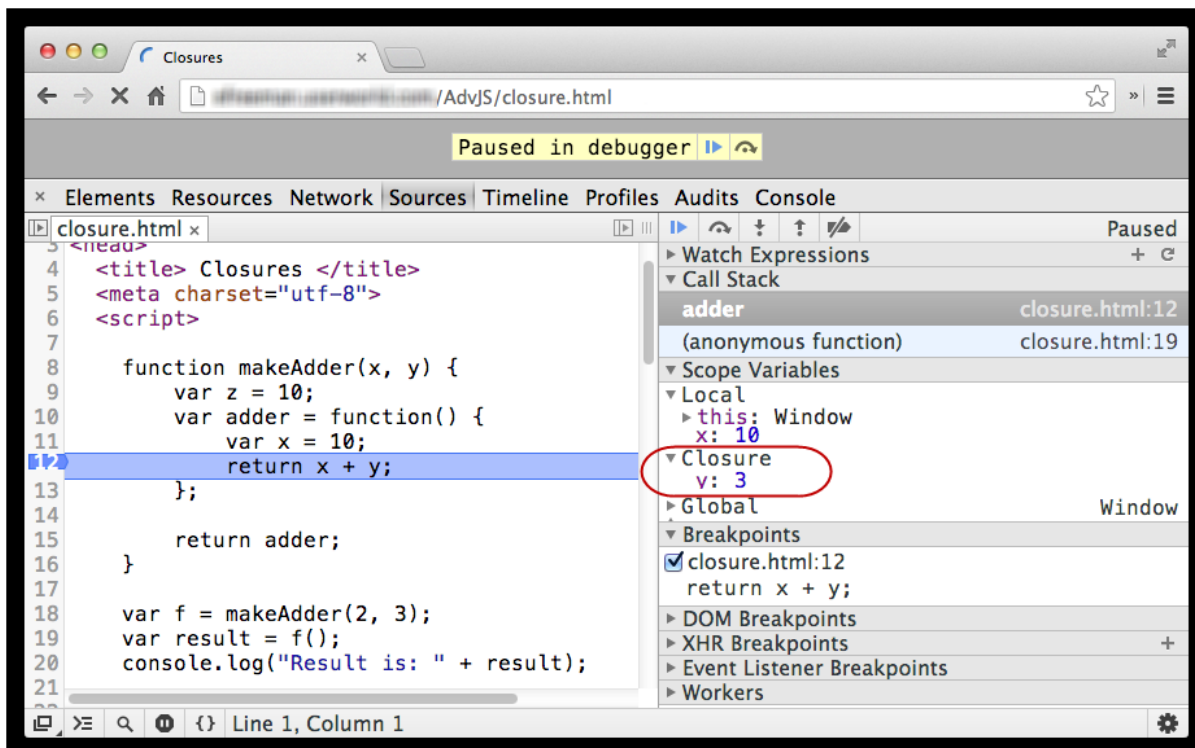 Closures ×
/AdvJS/closure.html
»
Paused in debugger
× Elements Resources Network Sources Timeline Profiles Audits Console
closure.html ×
3 <head>
4 <title> Closures </title>
5 <meta charset="utf-8">
6 <script>
7
8 function makeAdder(x, y) {
9 var z = 10;
10 var adder = function() {
11 var x = 10;
12 return x + y;
13 };
14
15 return adder;
16 }
17
18 var f = makeAdder(2, 3);
19 var result = f();
20 console.log("Result is: " + result);
21
Paused
Watch Expressions +
Call Stack
adder closure.html:12
(anonymous function) closure.html:19
Scope Variables
Local
this: Window
x: 10
Closure
y: 3
Global Window
Breakpoints
closure.html:12
return x + y;
DOM Breakpoints
XHR Breakpoints +
Event Listener Breakpoints
Workers
{} Line 1, Column 1